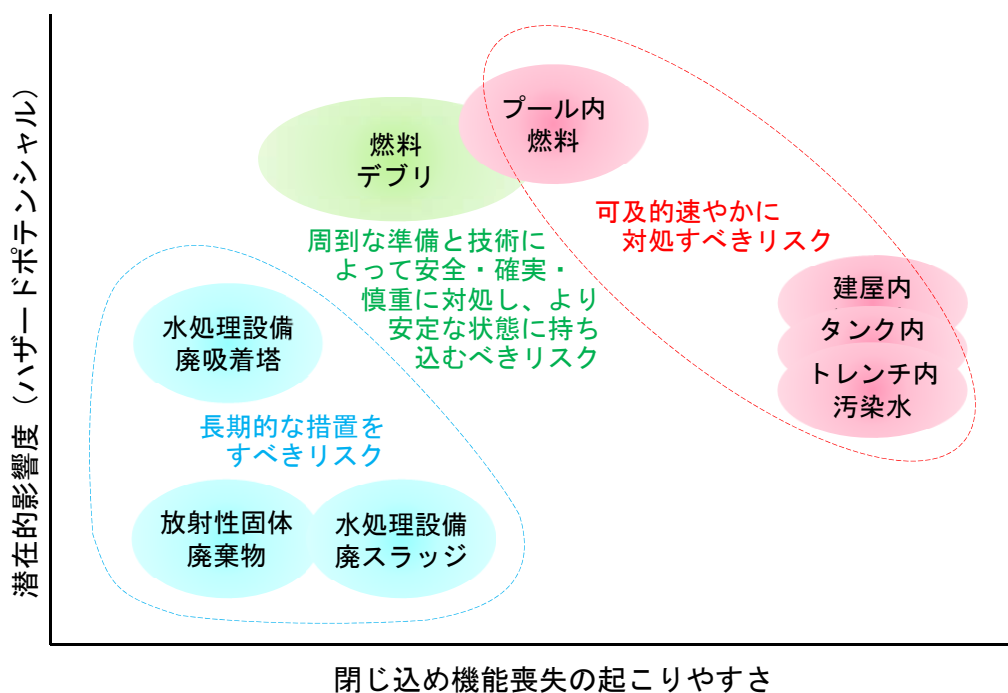 潜在的影響度（ハザードポテンシャル）
プール内
燃料
燃料
デブリ
可及的速やかに
対処すべきリスク
周到な準備と技術に
よって安全・確実・
慎重に対処し、より
安定な状態に持ち
込むべきリスク
建屋内
タンク内
トレンチ内
汚染水
水処理設備
廃吸着塔
長期的な措置を
すべきリスク
放射性固体
廃棄物
水処理設備
廃スラッジ
閉じ込め機能喪失の起こりやすさ